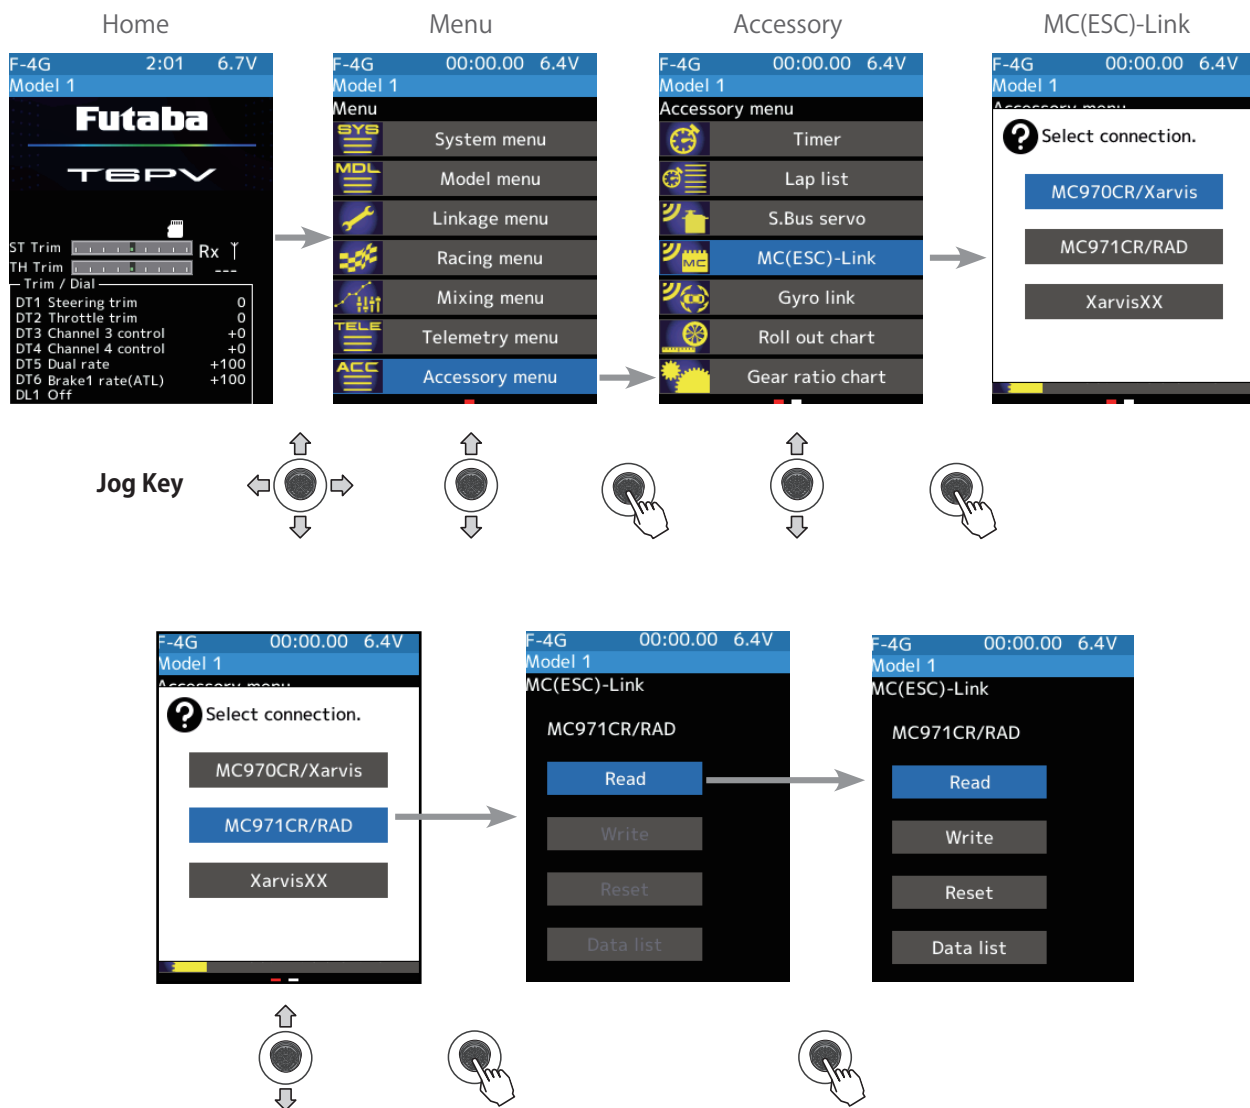 Home
Menu
Accessory
MC(ESC)-Link
F-4G 2:01 6.7V
Model 1
Futaba
T6PV
ST Trim
Rx
TH Trim
---
Trim / Dial
DT1 Steering trim 0
DT2 Throttle trim 0
DT3 Channel 3 control +0
DT4 Channel 4 control +0
DT5 Dual rate +100
DT6 Brake1 rate(ATL) +100
DL1 Off
F-4G 00:00.00 6.4V
Model 1
Menu
SYS System menu
MDL Model menu
Linkage menu
Racing menu
Mixing menu
TELE Telemetry menu
ACC Accessory menu
F-4G 00:00.00 6.4V
Model 1
Accessory menu
Timer
Lap list
S.Bus servo
MC MC(ESC)-Link
Gyro link
Roll out chart
Gear ratio chart
F-4G 00:00.00 6.4V
Model 1
Accessory menu
? Select connection.
MC970CR/Xarvis
MC971CR/RAD
XarvisXX
Jog Key
F-4G 00:00.00 6.4V
Model 1
Accessory menu
? Select connection.
MC970CR/Xarvis
MC971CR/RAD
XarvisXX
F-4G 00:00.00 6.4V
Model 1
MC(ESC)-Link
MC971CR/RAD
Read
Write
Reset
Data list
F-4G 00:00.00 6.4V
Model 1
MC(ESC)-Link
MC971CR/RAD
Read
Write
Reset
Data list